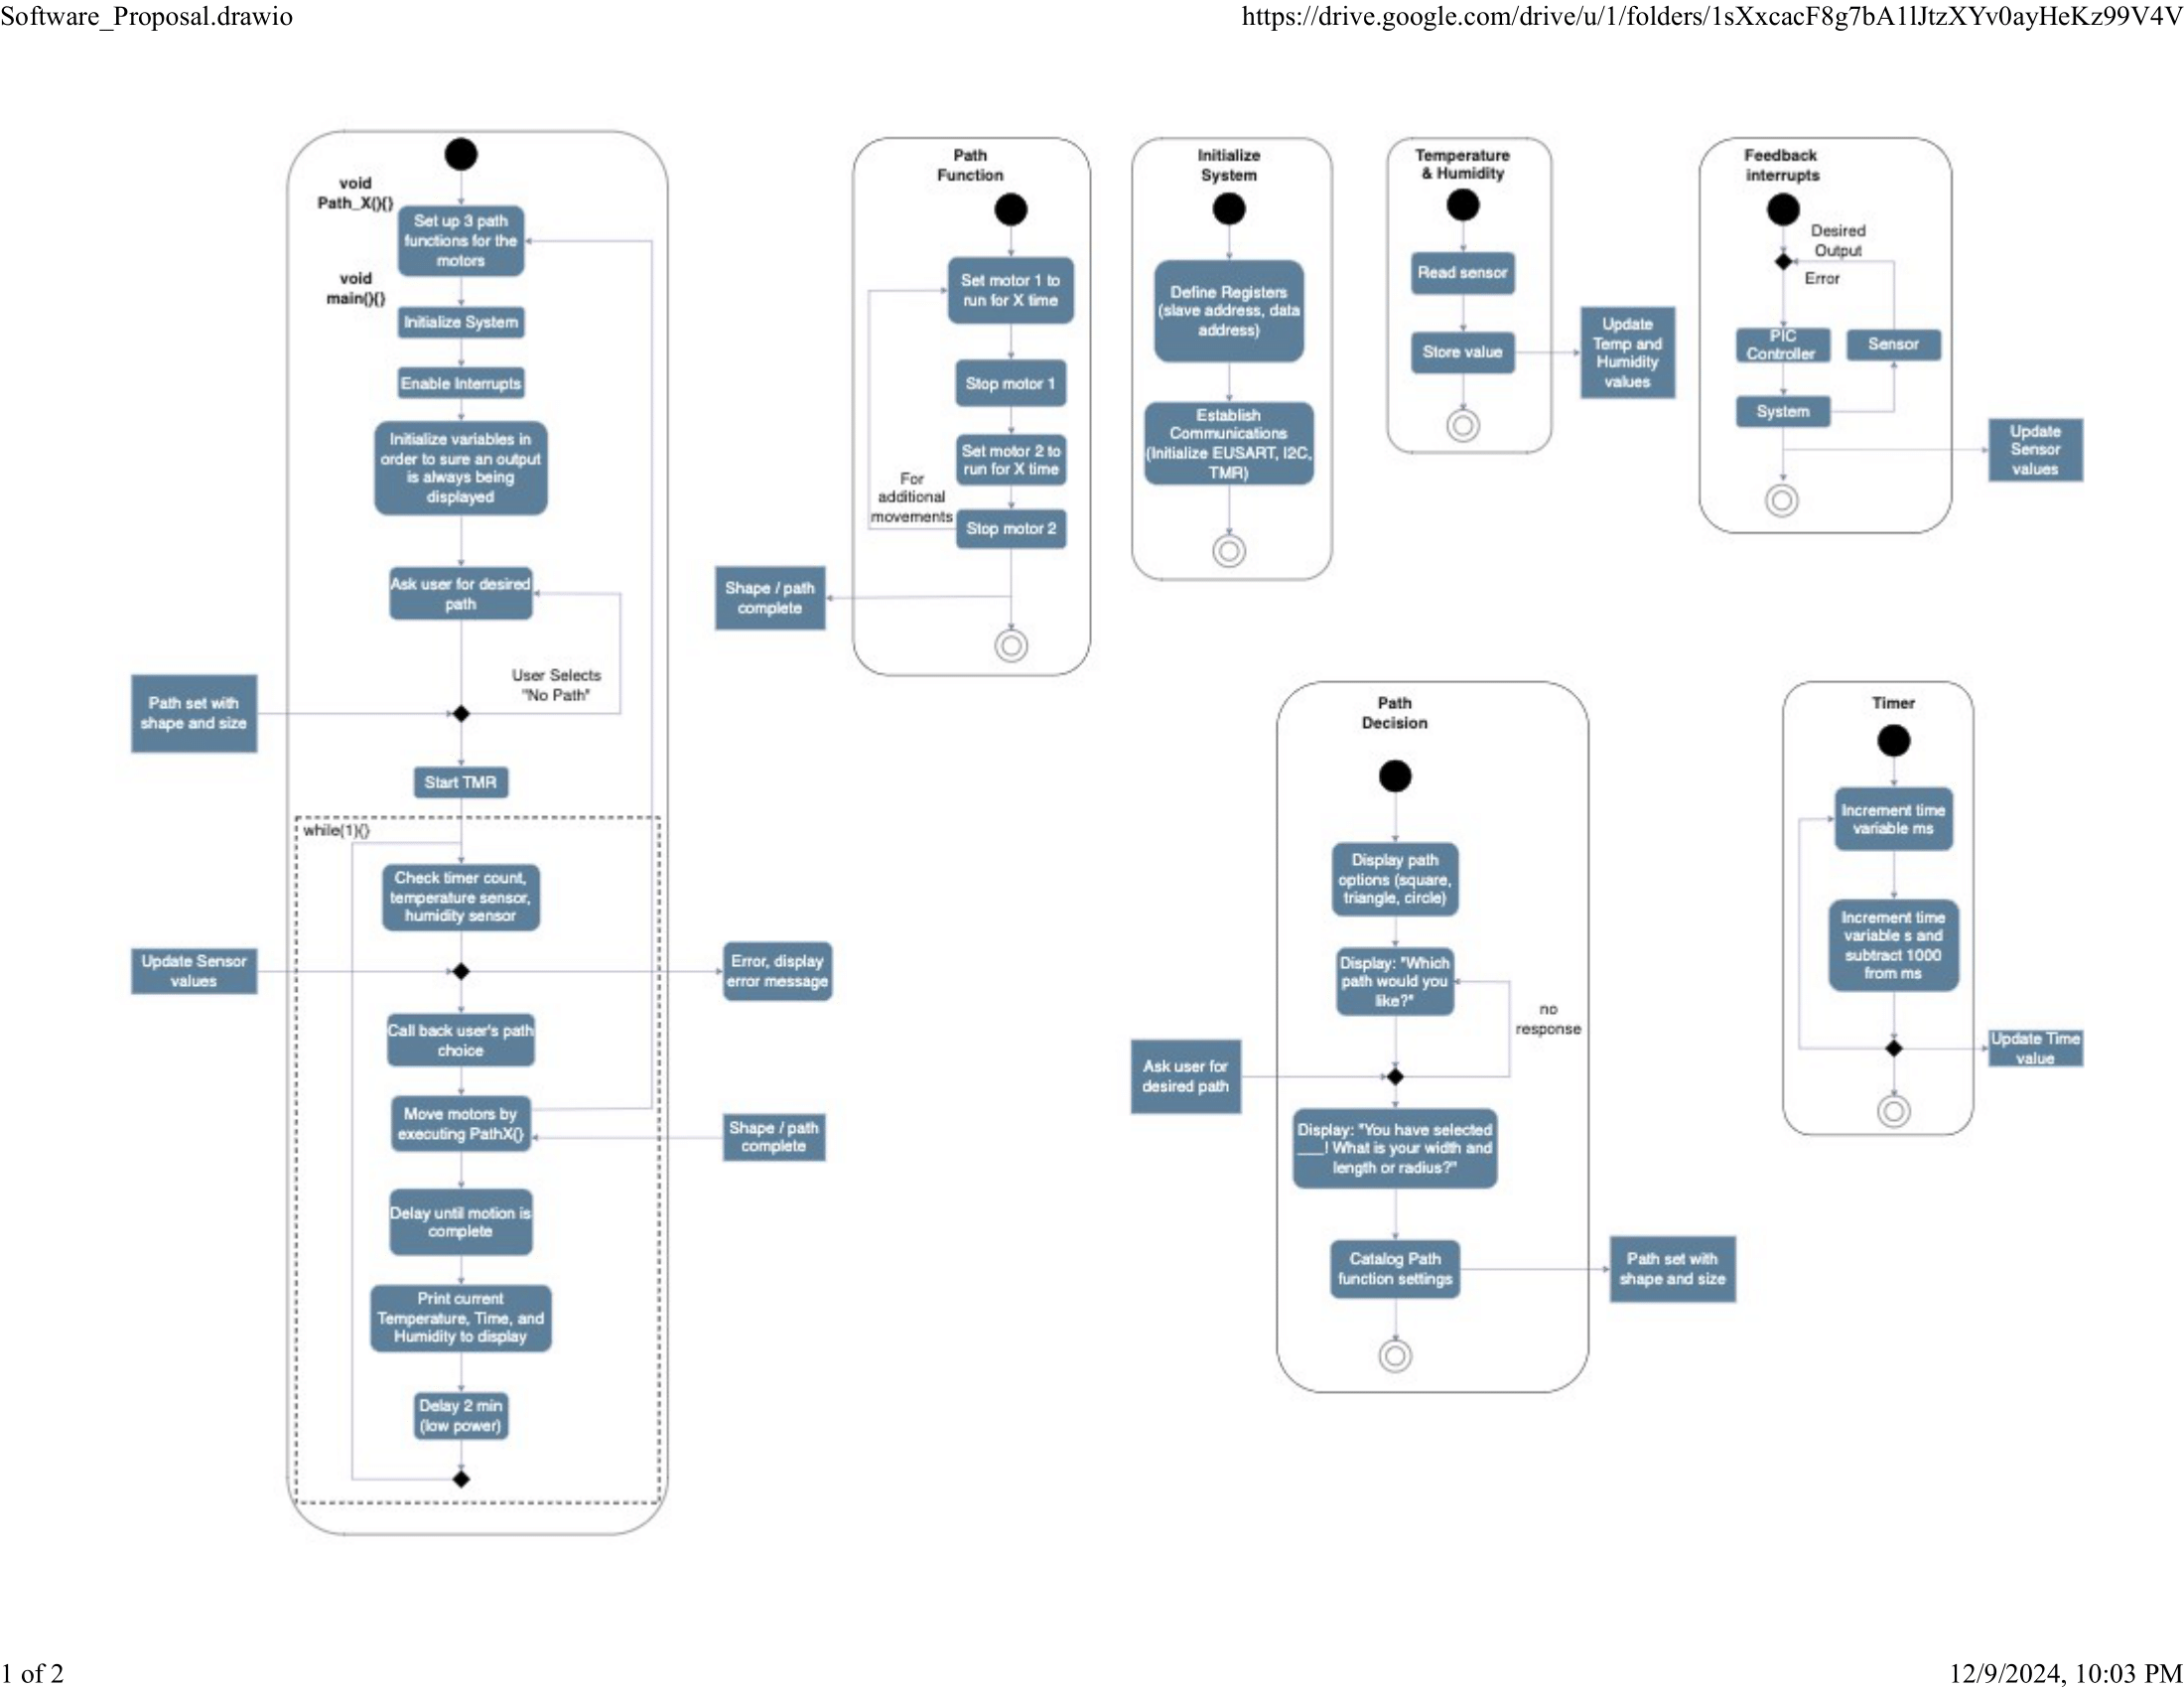 Software_Proposal.drawio
https://drive.google.com/drive/u/1/folders/1sXxcacF8g7bA1lJtzXYv0ayHeKz99V4V
void
Path_X(){}
Set up 3 path
functions for the
motors
void
main(){}
Initialize System
Enable Interrupts
Initialize variables in
order to sure an output
is always being
displayed
Ask user for desired
path
User Selects
"No Path"
Path set with
shape and size
Start TMR
while(1){}
Check timer count,
temperature sensor,
humidity sensor
Update Sensor
values
Error, display
error message
Call back user's path
choice
Move motors by
executing PathX()
Shape / path
complete
Delay until motion is
complete
Print current
Temperature, Time, and
Humidity to display
Delay 2 min
(low power)
Path
Function
Set motor 1 to
run for X time
Stop motor 1
Set motor 2 to
run for X time
For
additional
movements
Stop motor 2
Shape / path
complete
Initialize
System
Define Registers
(slave address, data
address)
Establish
Communications
(Initialize EUSART, I2C,
TMR)
Temperature
& Humidity
Read sensor
Store value
Update
Temp and
Humidity
values
Feedback
interrupts
Desired
Output
Error
PIC
Controller
Sensor
System
Update
Sensor
values
Path
Decision
Display path
options (square,
triangle, circle)
Display: "Which
path would you
like?"
no
response
Ask user for
desired path
Display: "You have selected
___! What is your width and
length or radius?"
Catalog Path
function settings
Path set with
shape and size
Timer
Increment time
variable ms
Increment time
variable s and
subtract 1000
from ms
Update Time
value
1 of 2
12/9/2024, 10:03 PM